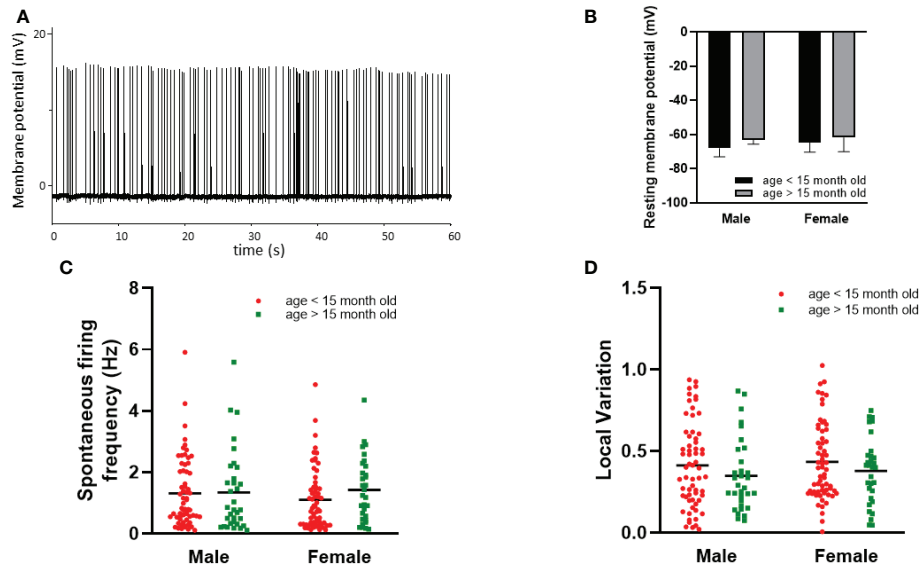 A
Membrane potential (mV)
20
10
0
0 10 20 30 40 50 60
time (s)
B
Resting membrane potential (mV)
0
-20
-40
-60
-80
-100
age < 15 month old
age > 15 month old
Male Female
C
Spontaneous firing
frequency (Hz)
8
6
4
2
0
age < 15 month old
age > 15 month old
Male Female
D
Local Variation
1.5
1.0
0.5
0.0
age < 15 month old
age > 15 month old
Male Female